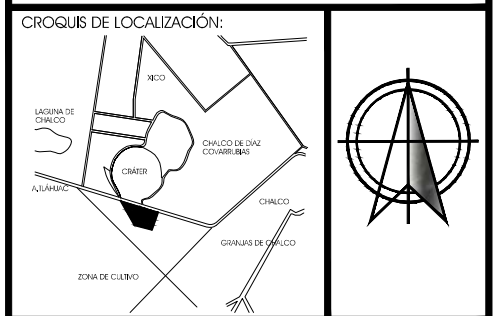 CROQUIS DE LOCALIZACIÓN:
XICO
LAGUNA DE
CHALCO
CHALCO DE DÍAZ
COVARRUBIAS
CRÁTER
A TLÁHUAC
CHALCO
GRANJAS DE CHALCO
ZONA DE CULTIVO